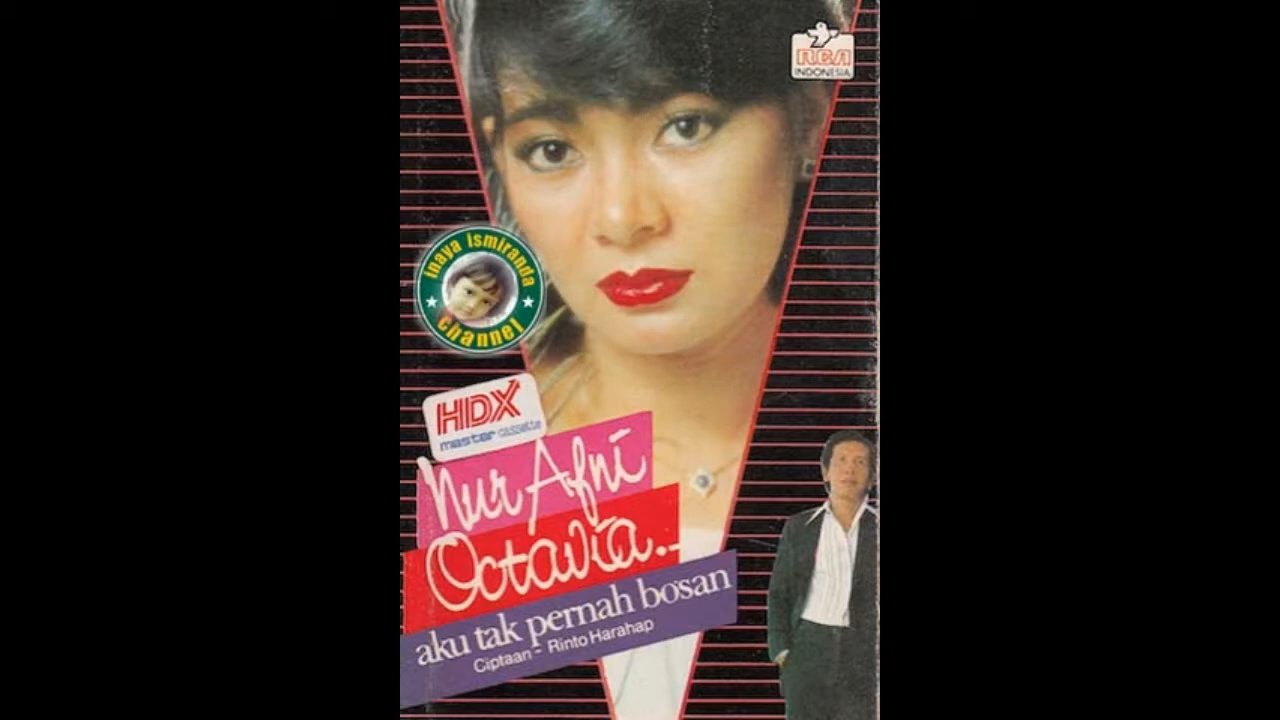 RCA
INDONESIA
inaya ismiranda
channel
HDX
master cassette
Nur Afni
Octavia..
aku tak pernah bosan
Ciptaan - Rinto Harahap